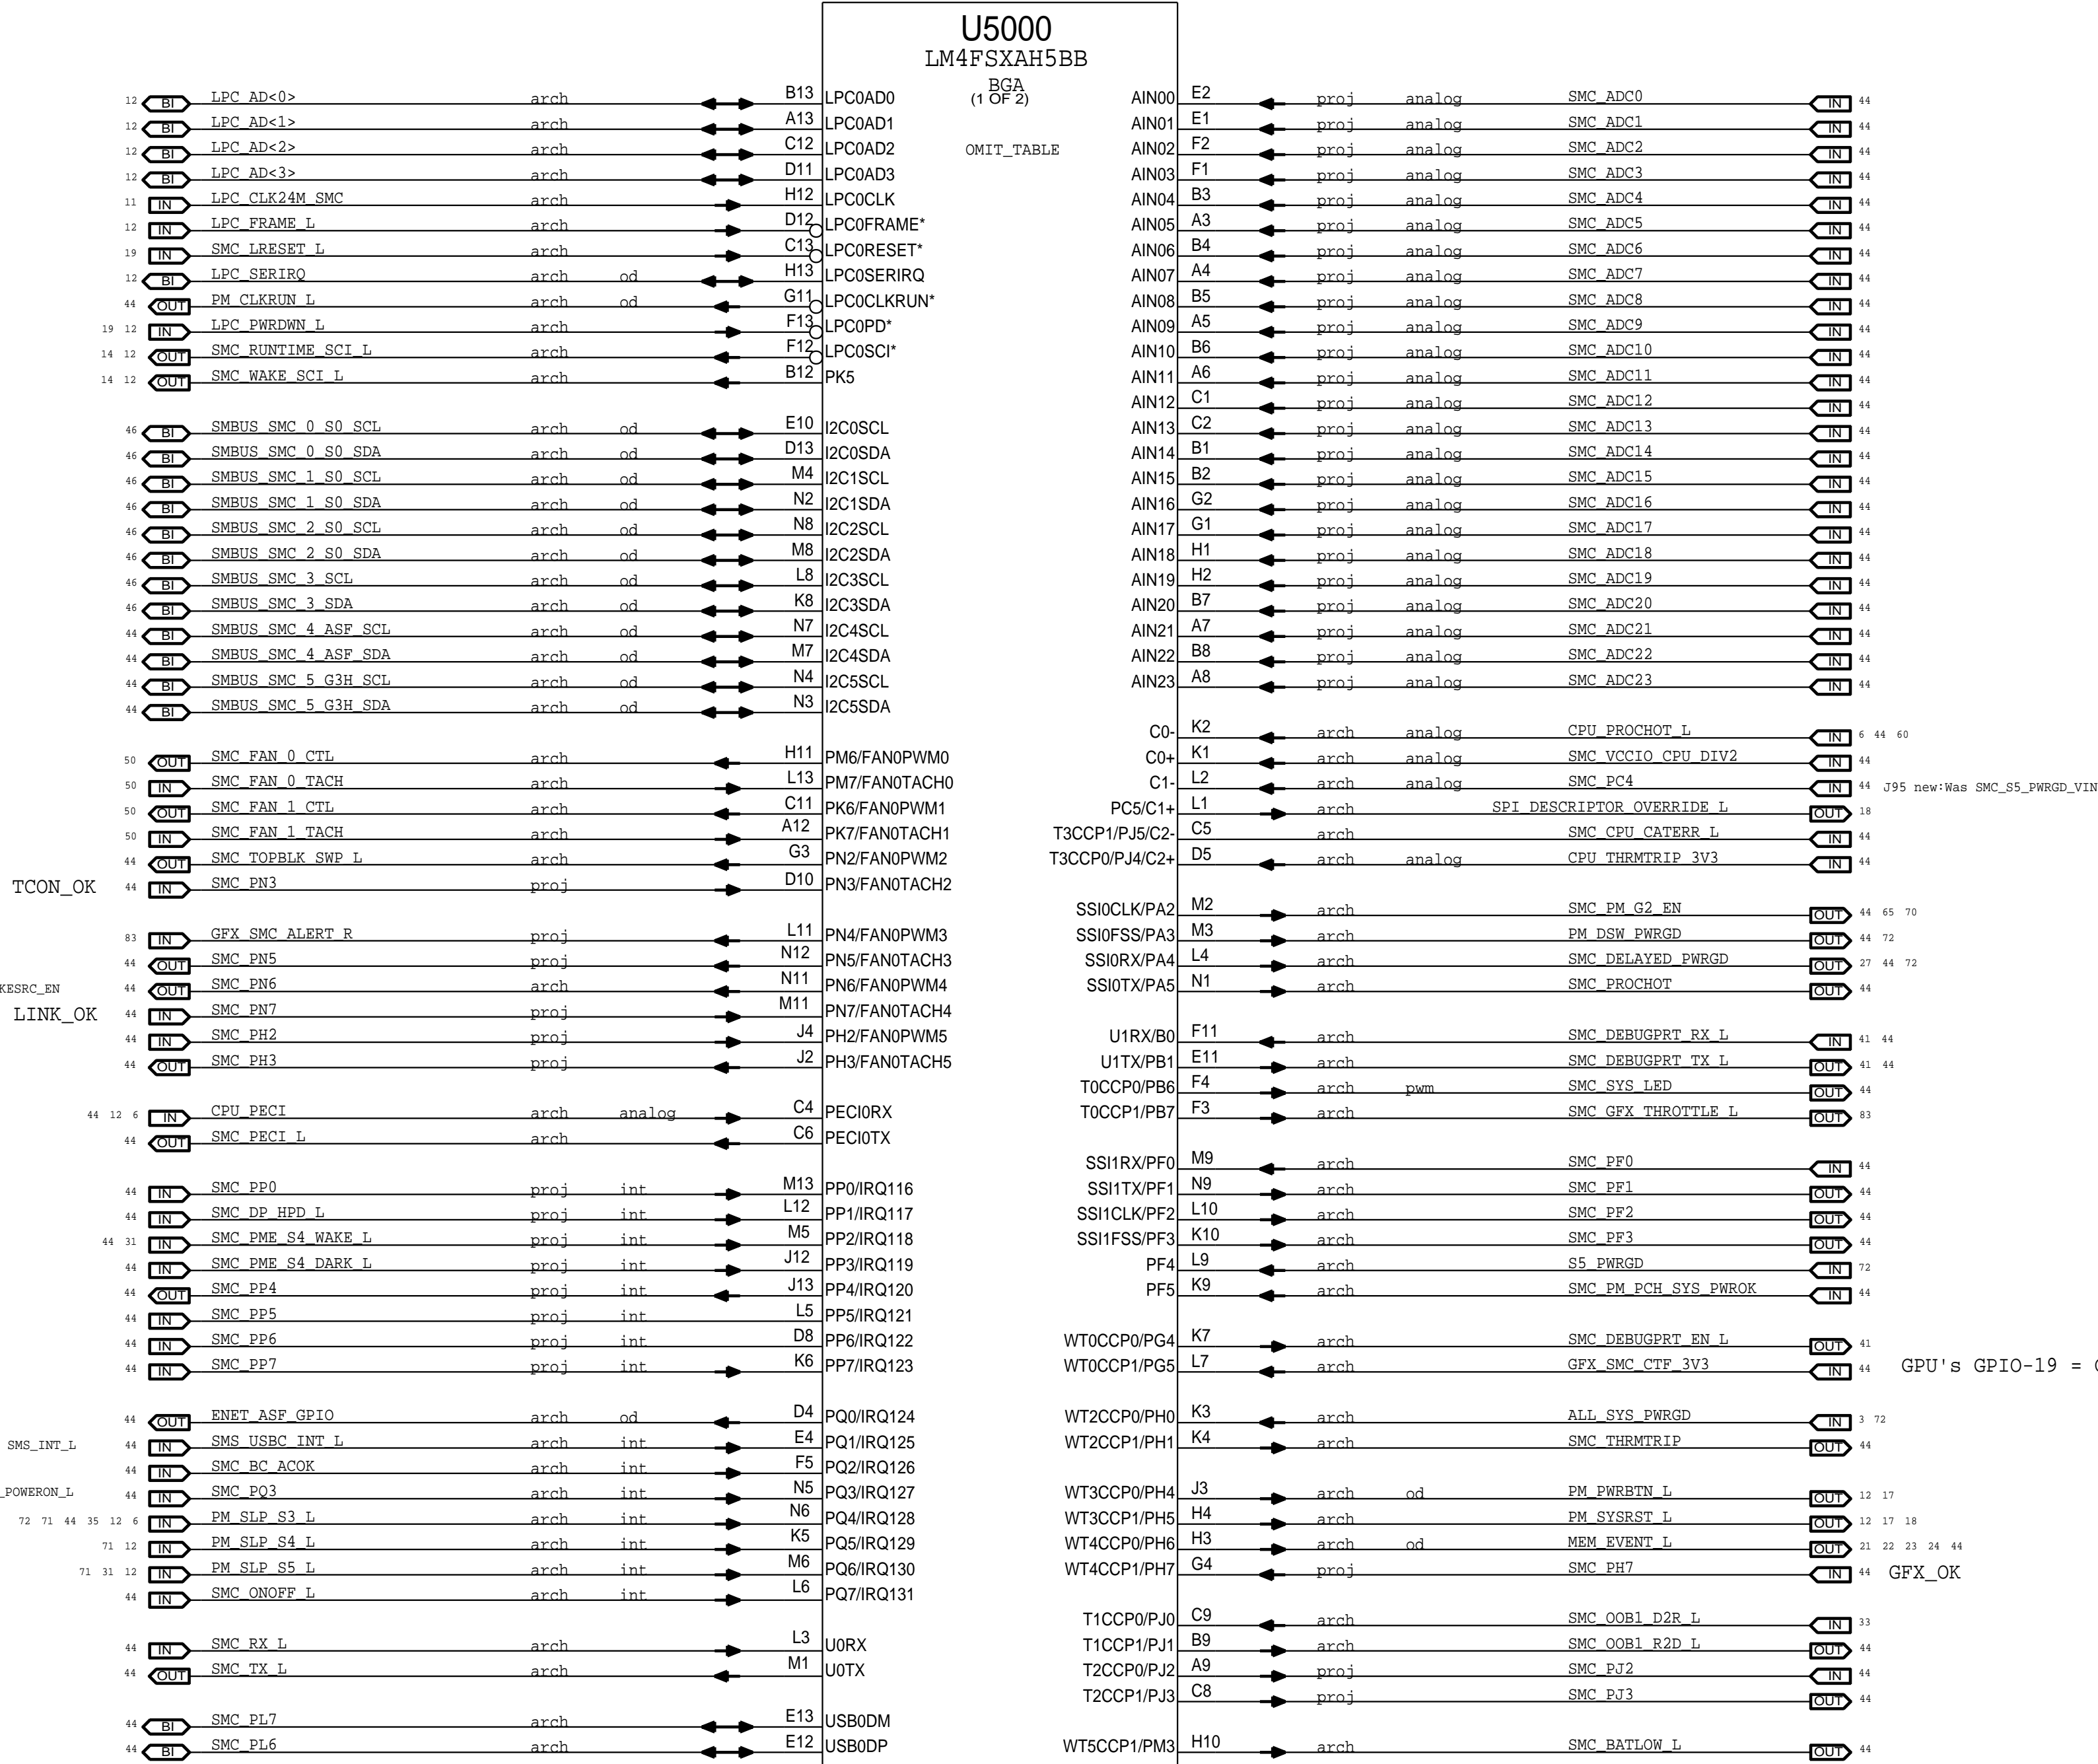 U5000
LM4FSXAH5BB
BGA
(1 OF 2)
OMIT_TABLE
12 BI LPC_AD<0> arch B13 LPC0AD0
12 BI LPC_AD<1> arch A13 LPC0AD1
12 BI LPC_AD<2> arch C12 LPC0AD2
12 BI LPC_AD<3> arch D11 LPC0AD3
11 IN LPC_CLK24M_SMC H12 LPC0CLK
12 IN LPC_FRAME_L D12 LPC0FRAME*
19 IN SMC_LRESET_L arch C13 LPC0RESET*
12 BI LPC_SERIRQ arch od H13 LPC0SERIRQ
44 OUT PM_CLKRUN_L arch od G11 LPC0CLKRUN*
19 12 IN LPC_PWRDWN_L arch F13 LPC0PD*
14 12 OUT SMC_RUNTIME_SCI_L arch F12 LPC0SCI*
14 12 OUT SMC_WAKE_SCI_L arch B12 PK5
46 BI SMBUS_SMC_0_S0_SCL arch od E10 I2C0SCL
46 BI SMBUS_SMC_0_S0_SDA arch od D13 I2C0SDA
46 BI SMBUS_SMC_1_S0_SCL arch od M4 I2C1SCL
46 BI SMBUS_SMC_1_S0_SDA arch od N2 I2C1SDA
46 BI SMBUS_SMC_2_S0_SCL arch od N8 I2C2SCL
46 BI SMBUS_SMC_2_S0_SDA arch od M8 I2C2SDA
46 BI SMBUS_SMC_3_SCL arch od L8 I2C3SCL
46 BI SMBUS_SMC_3_SDA arch od K8 I2C3SDA
44 BI SMBUS_SMC_4_ASF_SCL arch od N7 I2C4SCL
44 BI SMBUS_SMC_4_ASF_SDA arch od M7 I2C4SDA
44 BI SMBUS_SMC_5_G3H_SCL arch od N4 I2C5SCL
44 BI SMBUS_SMC_5_G3H_SDA arch od N3 I2C5SDA
50 OUT SMC_FAN_0_CTL arch H11 PM6/FAN0PWM0
50 IN SMC_FAN_0_TACH arch L13 PM7/FAN0TACH0
50 OUT SMC_FAN_1_CTL arch C11 PK6/FAN0PWM1
50 IN SMC_FAN_1_TACH arch A12 PK7/FAN0TACH1
44 OUT SMC_TOPBLK_SWP_L arch G3 PN2/FAN0PWM2
TCON_OK 44 IN SMC_PN3 proj D10 PN3/FAN0TACH2
83 IN GFX_SMC_ALERT_R proj L11 PN4/FAN0PWM3
44 OUT SMC_PN5 proj N12 PN5/FAN0TACH3
KESRC_EN 44 OUT SMC_PN6 proj N11 PN6/FAN0PWM4
LINK_OK 44 IN SMC_PN7 proj M11 PN7/FAN0TACH4
44 IN SMC_PH2 proj J4 PH2/FAN0PWM5
44 OUT SMC_PH3 proj J2 PH3/FAN0TACH5
44 12 6 IN CPU_PECI arch analog C4 PECI0RX
44 OUT SMC_PECI_L arch C6 PECI0TX
44 IN SMC_PP0 proj int M13 PP0/IRQ116
44 IN SMC_DP_HPD_L proj int L12 PP1/IRQ117
44 31 IN SMC_PME_S4_WAKE_L proj int M5 PP2/IRQ118
44 IN SMC_PME_S4_DARK_L proj int J12 PP3/IRQ119
44 OUT SMC_PP4 proj int J13 PP4/IRQ120
44 IN SMC_PP5 proj int L5 PP5/IRQ121
44 IN SMC_PP6 proj int D8 PP6/IRQ122
44 IN SMC_PP7 proj int K6 PP7/IRQ123
44 OUT ENET_ASF_GPIO arch od D4 PQ0/IRQ124
SMS_INT_L 44 IN SMS_USBC_INT_L arch int E4 PQ1/IRQ125
44 IN SMC_BC_ACOK arch int F5 PQ2/IRQ126
_POWERON_L 44 IN SMC_PQ3 arch int N5 PQ3/IRQ127
72 71 44 35 12 6 IN PM_SLP_S3_L arch int N6 PQ4/IRQ128
71 12 IN PM_SLP_S4_L arch int K5 PQ5/IRQ129
71 31 12 IN PM_SLP_S5_L arch int M6 PQ6/IRQ130
44 IN SMC_ONOFF_L arch int L6 PQ7/IRQ131
44 IN SMC_RX_L arch L3 U0RX
44 OUT SMC_TX_L arch M1 U0TX
44 BI SMC_PL7 arch E13 USB0DM
44 BI SMC_PL6 arch E12 USB0DP
AIN00 E2 proj analog SMC_ADC0 IN 44
AIN01 E1 proj analog SMC_ADC1 IN 44
AIN02 F2 proj analog SMC_ADC2 IN 44
AIN03 F1 proj analog SMC_ADC3 IN 44
AIN04 B3 proj analog SMC_ADC4 IN 44
AIN05 A3 proj analog SMC_ADC5 IN 44
AIN06 B4 proj analog SMC_ADC6 IN 44
AIN07 A4 proj analog SMC_ADC7 IN 44
AIN08 B5 proj analog SMC_ADC8 IN 44
AIN09 A5 proj analog SMC_ADC9 IN 44
AIN10 B6 proj analog SMC_ADC10 IN 44
AIN11 A6 proj analog SMC_ADC11 IN 44
AIN12 C1 proj analog SMC_ADC12 IN 44
AIN13 C2 proj analog SMC_ADC13 IN 44
AIN14 B1 proj analog SMC_ADC14 IN 44
AIN15 B2 proj analog SMC_ADC15 IN 44
AIN16 G2 proj analog SMC_ADC16 IN 44
AIN17 G1 proj analog SMC_ADC17 IN 44
AIN18 H1 proj analog SMC_ADC18 IN 44
AIN19 H2 proj analog SMC_ADC19 IN 44
AIN20 B7 proj analog SMC_ADC20 IN 44
AIN21 A7 proj analog SMC_ADC21 IN 44
AIN22 B8 proj analog SMC_ADC22 IN 44
AIN23 A8 proj analog SMC_ADC23 IN 44
C0- K2 arch analog CPU_PROCHOT_L IN 6 44 60
C0+ K1 arch analog SMC_VCCIO_CPU_DIV2 IN 44
C1- L2 arch analog SMC_PC4 IN 44 J95 new:Was SMC_S5_PWRGD_VIN
PC5/C1+ L1 arch SPI_DESCRIPTOR_OVERRIDE_L OUT 18
T3CCP1/PJ5/C2- C5 arch SMC_CPU_CATERR_L IN 44
T3CCP0/PJ4/C2+ D5 arch analog CPU_THRMTRIP_3V3 IN 44
SSI0CLK/PA2 M2 arch SMC_PM_G2_EN OUT 44 65 70
SSI0FSS/PA3 M3 arch PM_DSW_PWRGD OUT 44 72
SSI0RX/PA4 L4 arch SMC_DELAYED_PWRGD OUT 27 44 72
SSI0TX/PA5 N1 arch SMC_PROCHOT OUT 44
U1RX/B0 F11 arch SMC_DEBUGPRT_RX_L IN 41 44
U1TX/PB1 E11 arch SMC_DEBUGPRT_TX_L OUT 41 44
T0CCP0/PB6 F4 arch pwm SMC_SYS_LED OUT 44
T0CCP1/PB7 F3 arch SMC_GFX_THROTTLE_L OUT 83
SSI1RX/PF0 M9 arch SMC_PF0 IN 44
SSI1TX/PF1 N9 arch SMC_PF1 OUT 44
SSI1CLK/PF2 L10 arch SMC_PF2 OUT 44
SSI1FSS/PF3 K10 arch SMC_PF3 OUT 44
PF4 L9 arch S5_PWRGD IN 72
PF5 K9 arch SMC_PM_PCH_SYS_PWROK IN 44
WT0CCP0/PG4 K7 arch SMC_DEBUGPRT_EN_L OUT 41
WT0CCP1/PG5 L7 arch GFX_SMC_CTF_3V3 IN 44 GPU's GPIO-19 =
WT2CCP0/PH0 K3 arch ALL_SYS_PWRGD IN 3 72
WT2CCP1/PH1 K4 arch SMC_THRMTRIP OUT 44
WT3CCP0/PH4 J3 arch od PM_PWRBTN_L OUT 12 17
WT3CCP1/PH5 H4 arch PM_SYSRST_L OUT 12 17 18
WT4CCP0/PH6 H3 arch od MEM_EVENT_L OUT 21 22 23 24 44
WT4CCP1/PH7 G4 proj SMC_PH7 IN 44 GFX_OK
T1CCP0/PJ0 C9 arch SMC_OOB1_D2R_L IN 33
T1CCP1/PJ1 B9 arch SMC_OOB1_R2D_L OUT 44
T2CCP0/PJ2 A9 proj SMC_PJ2 IN 44
T2CCP1/PJ3 C8 proj SMC_PJ3 OUT 44
WT5CCP1/PM3 H10 arch SMC_BATLOW_L OUT 44